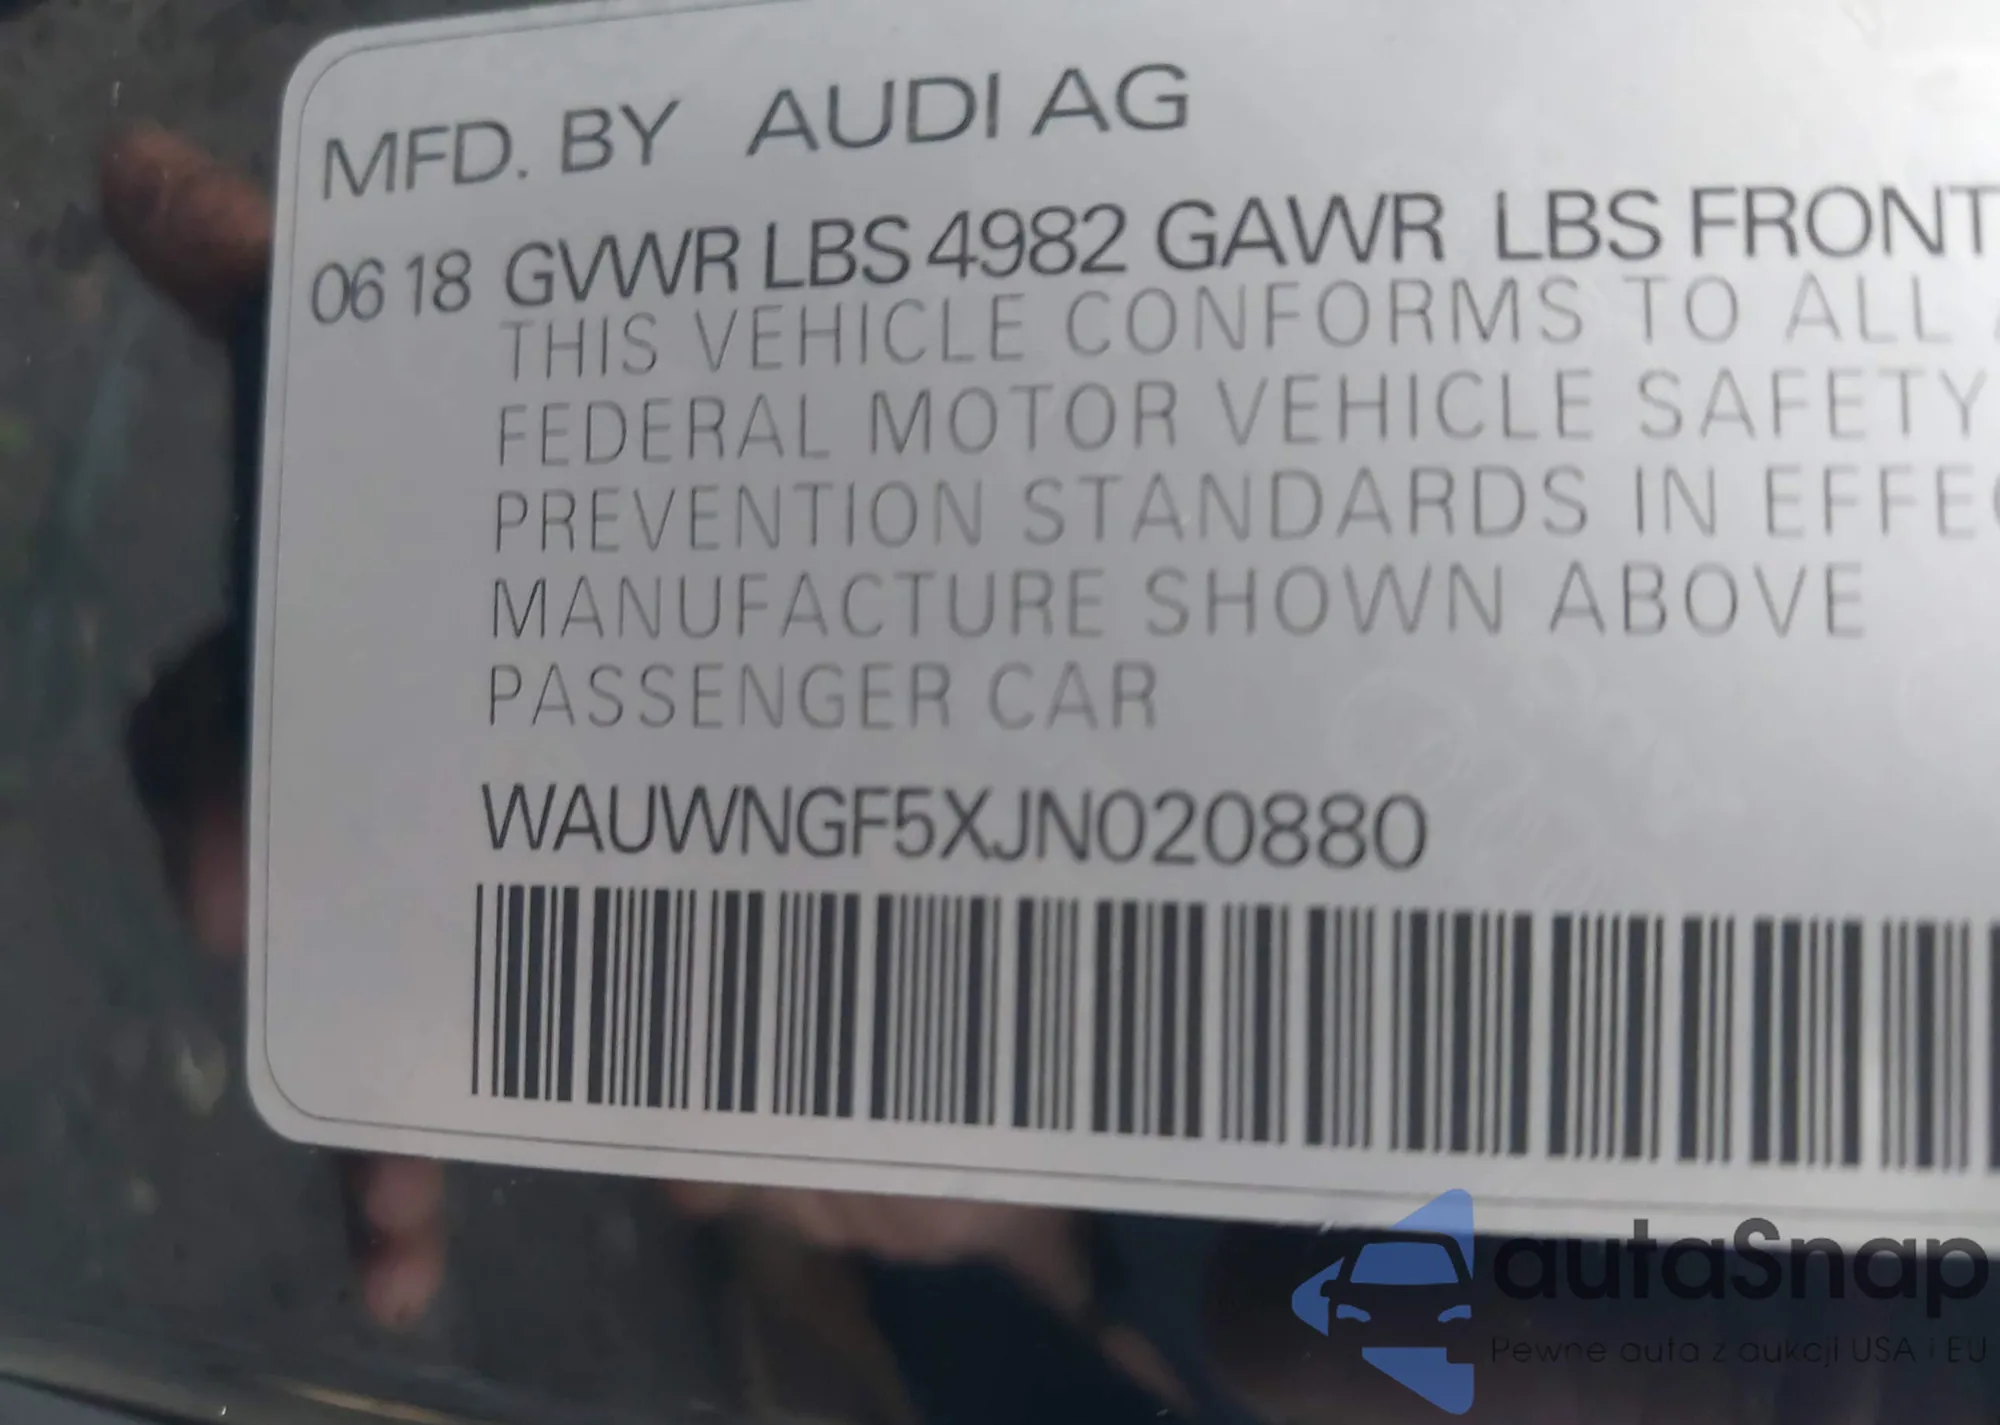 MFD. BY AUDI AG
06 18 GVWR LBS 4982 GAWR LBS FRONT
THIS VEHICLE CONFORMS TO ALL
FEDERAL MOTOR VEHICLE SAFETY
PREVENTION STANDARDS IN EFFEC
MANUFACTURE SHOWN ABOVE
PASSENGER CAR
WAUWNGF5XJN020880
autaSnap
Pewne auta z aukcji USA i EU